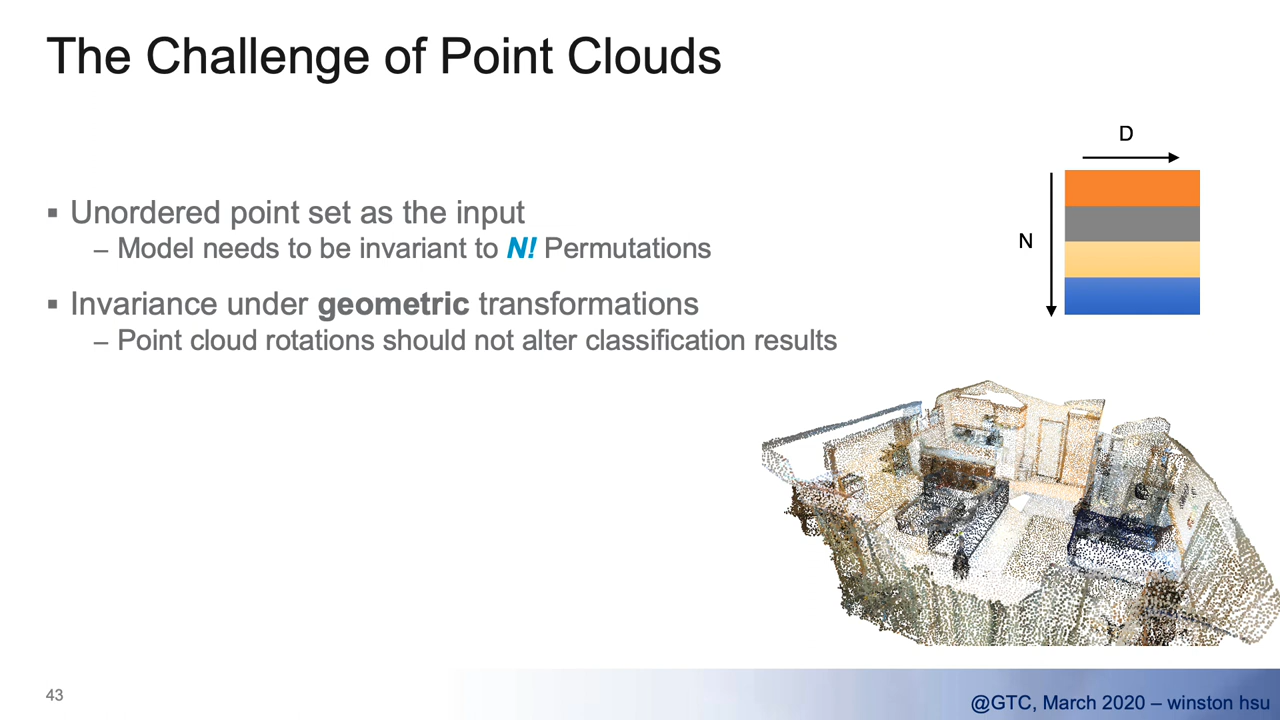 The Challenge of Point Clouds
D
▪ Unordered point set as the input
– Model needs to be invariant to N! Permutations
N
▪ Invariance under geometric transformations
– Point cloud rotations should not alter classification results
43
@GTC, March 2020 – winston hsu